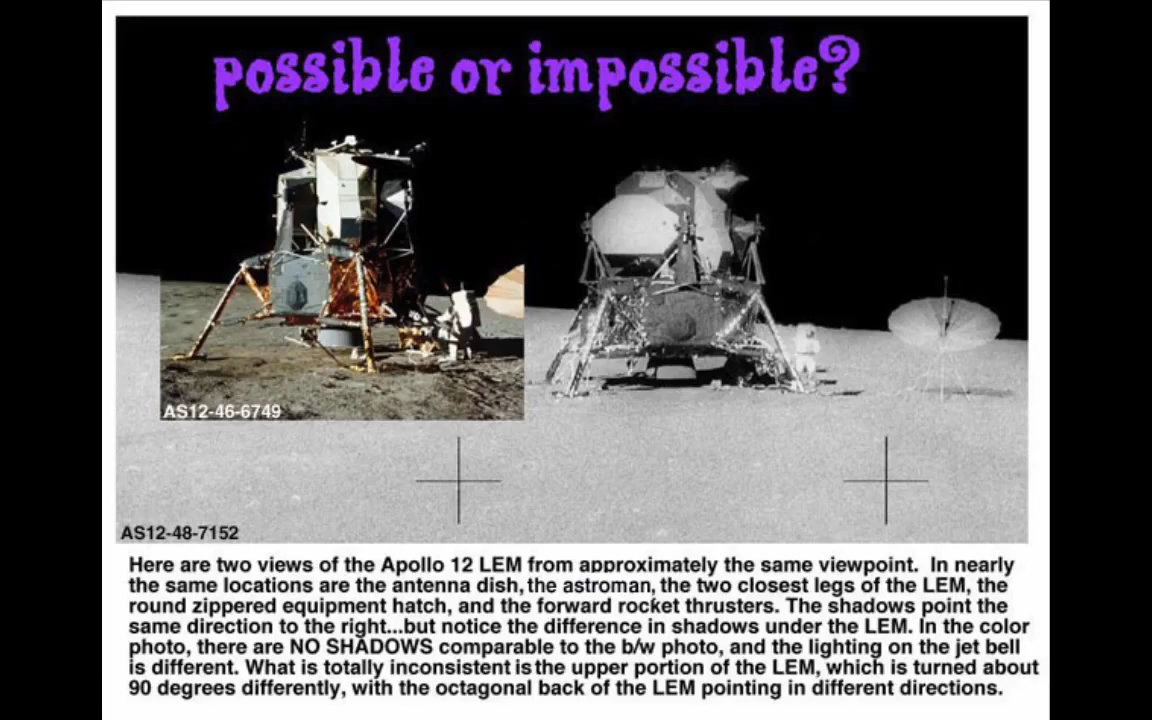 possible or impossible?
AS12-46-6749
AS12-48-7152
Here are two views of the Apollo 12 LEM from approximately the same viewpoint. In nearly
the same locations are the antenna dish, the astroman, the two closest legs of the LEM, the
round zippered equipment hatch, and the forward rocket thrusters. The shadows point the
same direction to the right...but notice the difference in shadows under the LEM. In the color
photo, there are NO SHADOWS comparable to the b/w photo, and the lighting on the jet bell
is different. What is totally inconsistent is the upper portion of the LEM, which is turned about
90 degrees differently, with the octagonal back of the LEM pointing in different directions.